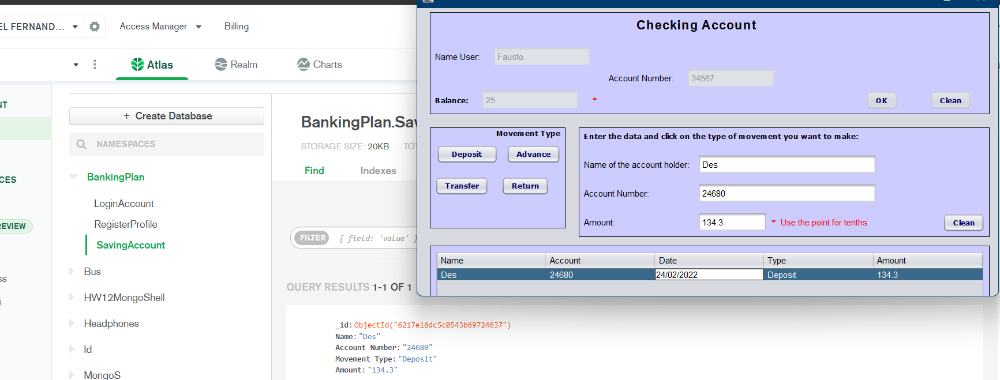 EL FERNAND...
Access Manager
Billing
Atlas
Realm
Charts
NT
+ Create Database
NAMESPACES
BankingPlan
CES
LoginAccount
RegisterProfile
REVIEW
SavingAccount
Bus
ss
HW12MongoShell
s
Headphones
Id
MongoS
BankingPlan.Sav
STORAGE SIZE: 20KB TOT
Find
Indexes
FILTER
{ field: 'value' }
QUERY RESULTS 1-1 OF 1
_id: ObjectId("6217e16dc5c0543b69724637")
Name: "Des"
Account Number: "24680"
Movement Type: "Deposit"
Amount: "134.3"
Checking Account
Name User: Fausto
Account Number: 34567
Balance: 25 *
OK
Clean
Movement Type
Deposit
Advance
Transfer
Return
Enter the data and click on the type of movement you want to make:
Name of the account holder: Des
Account Number: 24680
Amount: 134.3 * Use the point for tenths
Clean
Name Account Date Type Amount
Des 24680 24/02/2022 Deposit 134.3